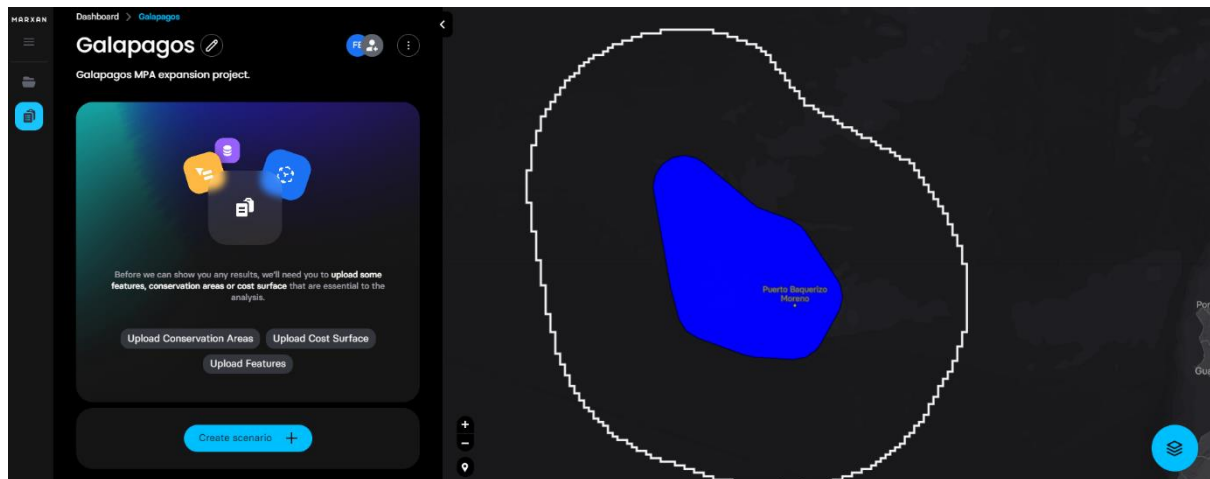 MARXAN
Dashboard > Galapagos
Galapagos
FE
Galapagos MPA expansion project.
Before we can show you any results, we'll need you to upload some
features, conservation areas or cost surface that are essential to the
analysis.
Upload Conservation Areas
Upload Cost Surface
Upload Features
Create scenario +
Puerto Baquerizo
Moreno